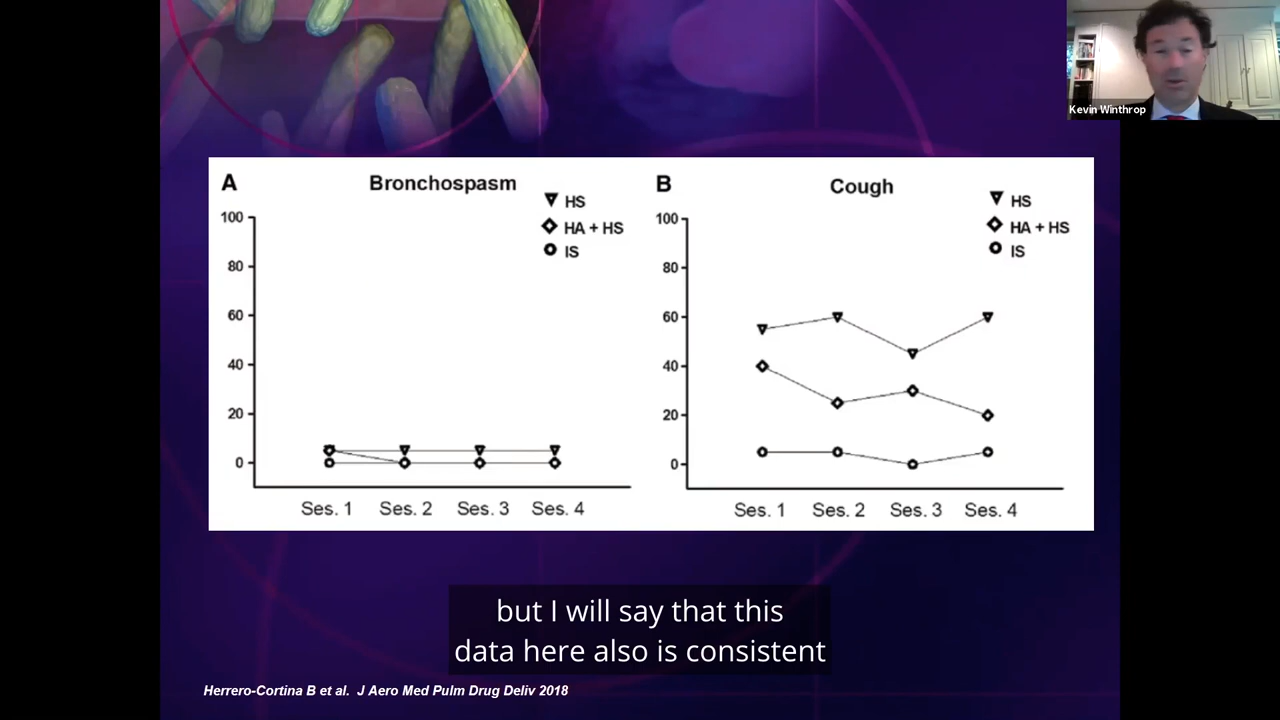 Kevin Winthrop
A
Bronchospasm
HS
HA + HS
IS
100
80
60
40
20
0
Ses. 1 Ses. 2 Ses. 3 Ses. 4
B
Cough
HS
HA + HS
IS
100
80
60
40
20
0
Ses. 1 Ses. 2 Ses. 3 Ses. 4
but I will say that this
data here also is consistent
Herrero-Cortina B et al. J Aero Med Pulm Drug Deliv 2018